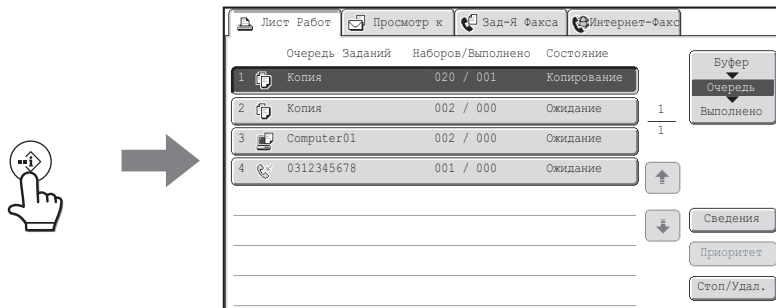 Лист Работ Просмотр к Зад-Я Факса Интернет-Факс
Очередь Заданий Наборов/Выполнено Состояние
1 Копия 020 / 001 Копирование
2 Копия 002 / 000 Ожидание
3 Computer01 002 / 000 Ожидание
4 0312345678 001 / 000 Ожидание
1
1
Буфер
Очередь
Выполнено
Сведения
Приоритет
Стоп/Удал.